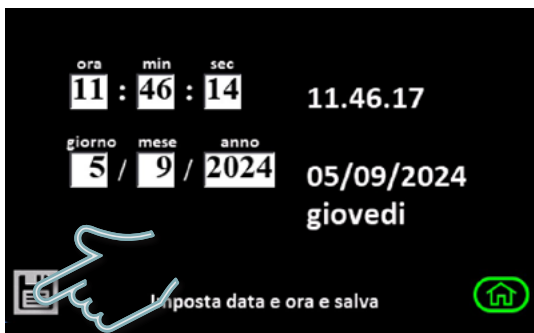 ora min sec
11 : 46 : 14
11.46.17
giorno mese anno
5 / 9 / 2024
05/09/2024
giovedi
Imposta data e ora e salva